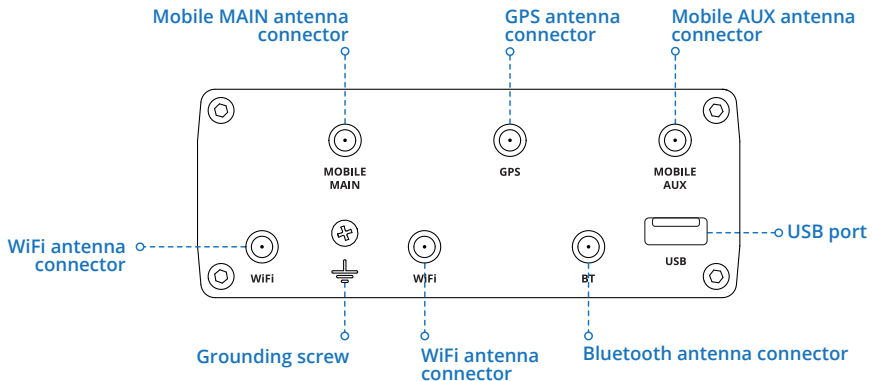 Mobile MAIN antenna
connector
GPS antenna
connector
Mobile AUX antenna
connector
MOBILE
MAIN
GPS
MOBILE
AUX
WiFi antenna
connector
WiFi
WiFi
BT
USB
USB port
Grounding screw
WiFi antenna
connector
Bluetooth antenna connector